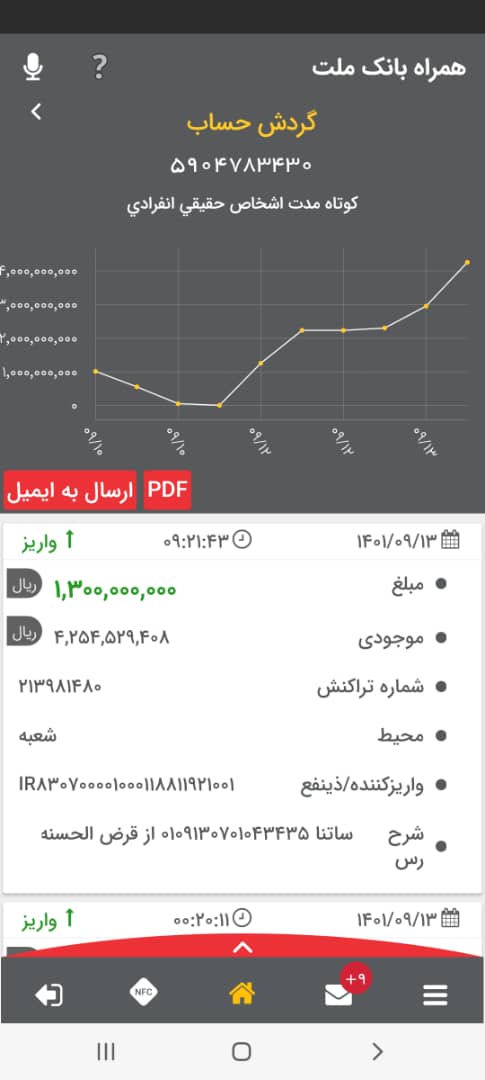 همراه بانک ملت
?
گردش حساب
۵۹۰۴۷۸۳۴۳۰
کوتاه مدت اشخاص حقیقي انفرادي
۴,۰۰۰,۰۰۰,۰۰۰
۳,۰۰۰,۰۰۰,۰۰۰
۲,۰۰۰,۰۰۰,۰۰۰
۱,۰۰۰,۰۰۰,۰۰۰
۰
۰۹/۱۰ ۰۹/۱۰ ۰۹/۱۲ ۰۹/۱۲ ۰۹/۱۳
PDF ارسال به ایمیل
۱۴۰۱/۰۹/۱۳ ۰۹:۲۱:۴۳ واریز
مبلغ ۱,۳۰۰,۰۰۰,۰۰۰ ریال
موجودی ۴,۲۵۴,۵۲۹,۴۰۸ ریال
شماره تراکنش ۲۱۳۹۸۱۴۸۰
محیط شعبه
واریزکننده/ذینفع IR۸۳۰۷۰۰۰۰۱۰۰۰۱۱۸۸۱۱۹۲۱۰۰۱
شرح ساتنا ۰۱۰۹۱۳۰۷۰۱۰۴۳۴۳۵ از قرض الحسنه
رس
۱۴۰۱/۰۹/۱۳ ۰۰:۲۰:۱۱ واریز
+۹
NFC